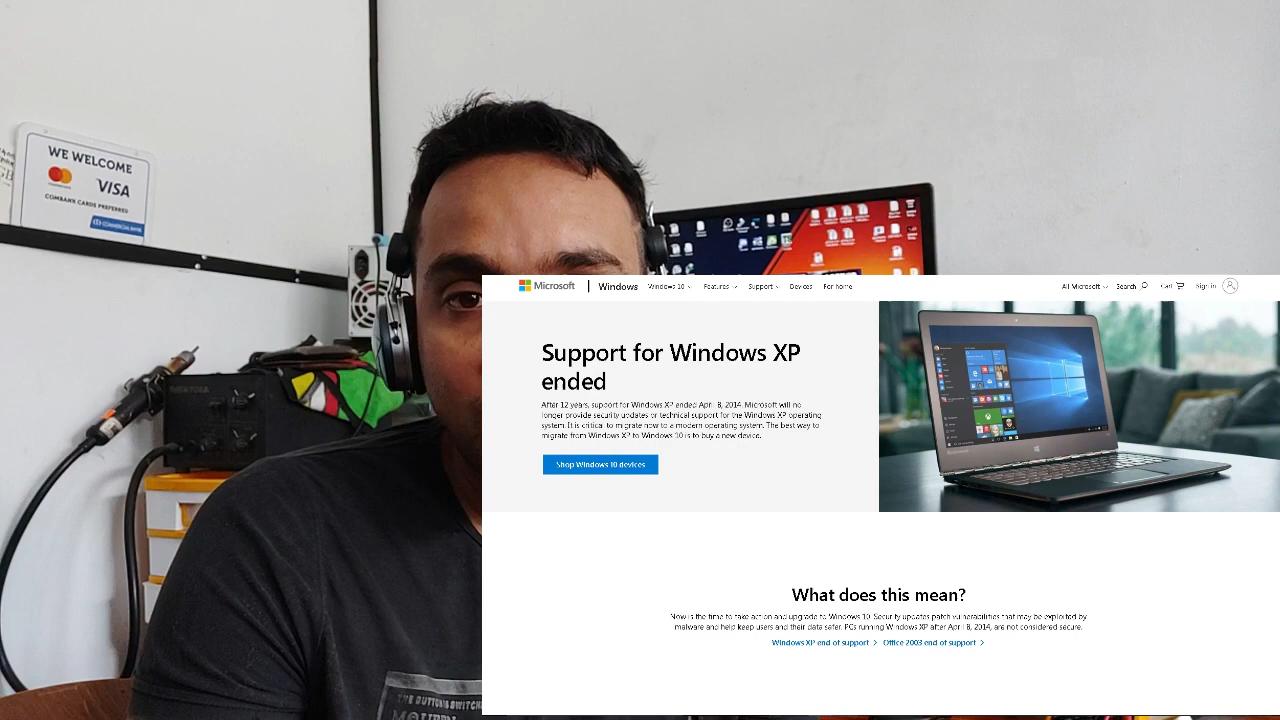 WE WELCOME
VISA
COMBANK CARDS PREFERRED
COMMERCIAL BANK
Microsoft
Windows
Windows 10
Features
Support
Devices
For home
All Microsoft
Search
Cart
Sign in
Support for Windows XP
ended
After 12 years, support for Windows XP ended April 8, 2014. Microsoft will no
longer provide security updates or technical support for the Windows XP operating
system. It is critical to migrate now to a modern operating system. The best way to
migrate from Windows XP to Windows 10 is to buy a new device.
Shop Windows 10 devices
What does this mean?
Now is the time to take action and upgrade to Windows 10. Security updates patch vulnerabilities that may be exploited by
malware and help keep users and their data safer. PCs running Windows XP after April 8, 2014, are not considered secure.
Windows XP end of support
Office 2003 end of support
THE BUTTON & SWITCH